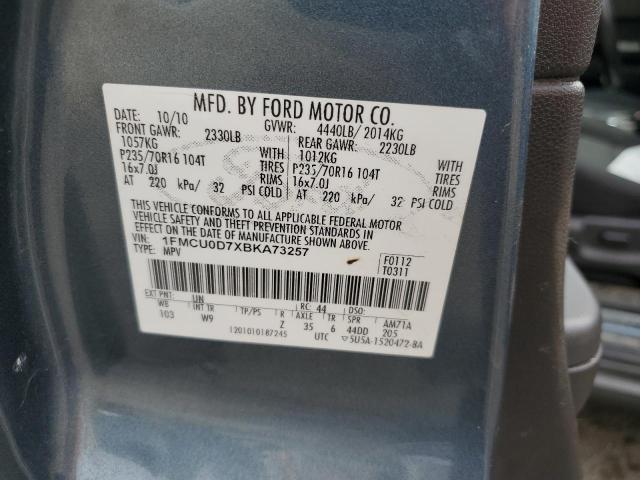 MFD. BY FORD MOTOR CO.
DATE: 10/10 GVWR: 4440LB/ 2014KG
FRONT GAWR: 2330LB REAR GAWR: 2230LB
1057KG WITH 1012KG WITH
P235/70R16 104T TIRES P235/70R16 104T TIRES
16x7.0J RIMS 16x7.0J RIMS
AT 220 kPa/ 32 PSI COLD AT 220 kPa/ 32 PSI COLD
THIS VEHICLE CONFORMS TO ALL APPLICABLE FEDERAL MOTOR
VEHICLE SAFETY AND THEFT PREVENTION STANDARDS IN
EFFECT ON THE DATE OF MANUFACTURE SHOWN ABOVE.
VIN: 1FMCU0D7XBKA73257 F0112
TYPE: MPV T0311
EXT PNT: UN RC: 44 DSO:
WB INT TR TP/PS R AXLE TR SPR AM71A
103 W9 Z 35 6 44DD 205
1201010187245 UTC ▽5U5A-1520472-BA